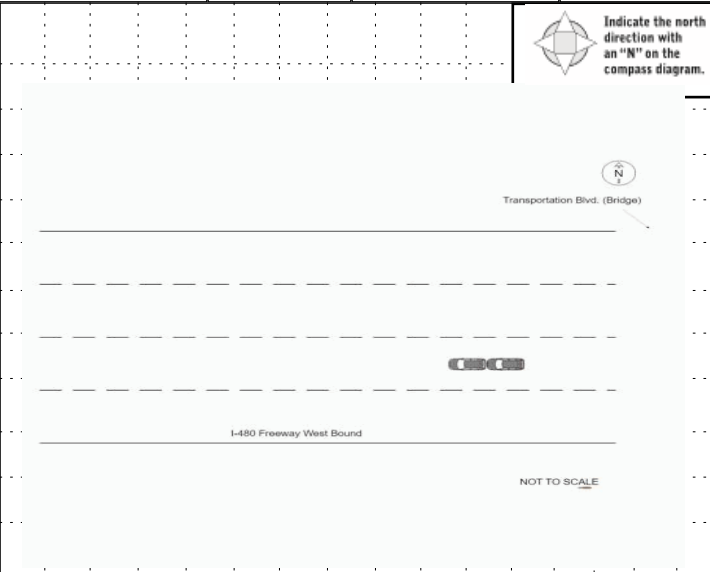 Indicate the north
direction with
an “N” on the
compass diagram.
N
Transportation Blvd. (Bridge)
I-480 Freeway West Bound
NOT TO SCALE